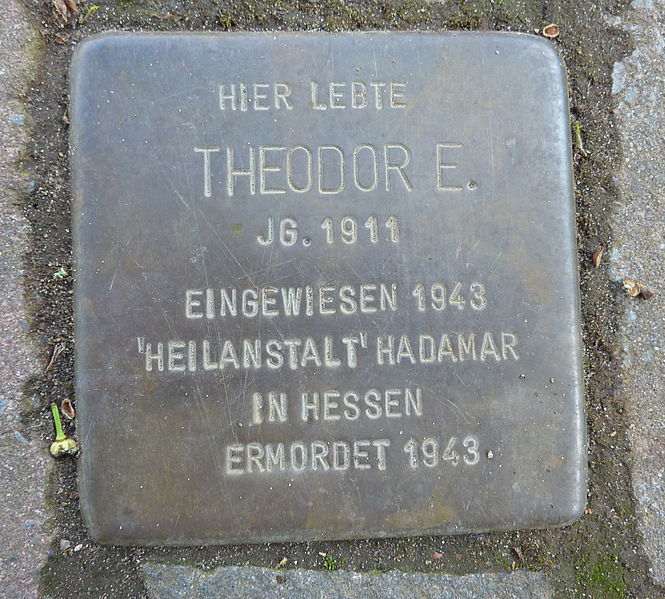 HIER LEBTE
THEODOR E.
JG. 1911
EINGEWIESEN 1943
'HEILANSTALT' HADAMAR
IN HESSEN
ERMORDET 1943